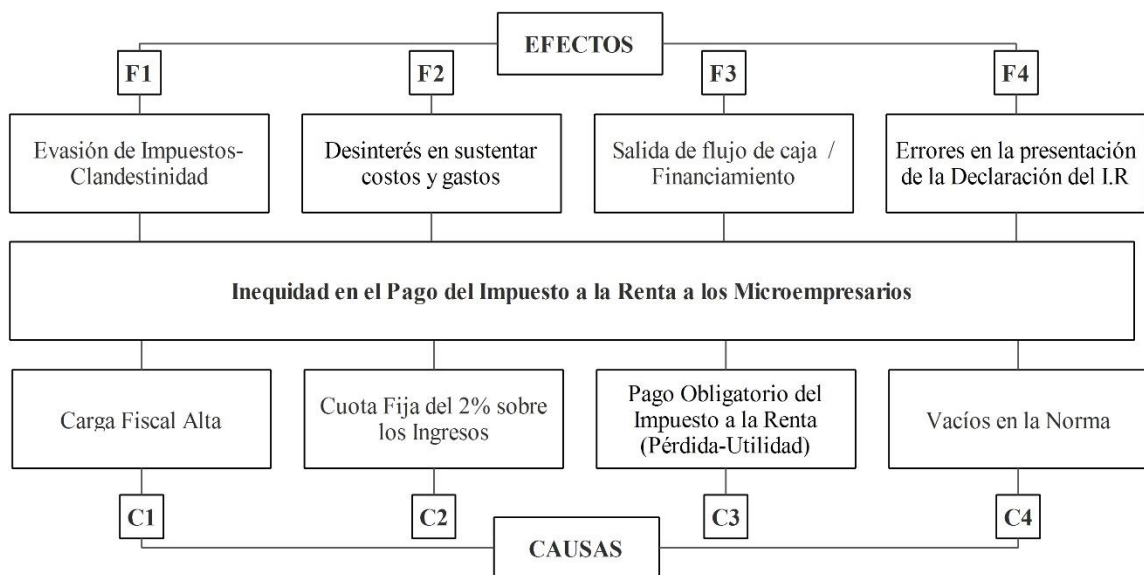 EFECTOS
F1
F2
F3
F4
Evasión de Impuestos-
Clandestinidad
Desinterés en sustentar
costos y gastos
Salida de flujo de caja /
Financiamiento
Errores en la presentación
de la Declaración del I.R
Inequidad en el Pago del Impuesto a la Renta a los Microempresarios
Carga Fiscal Alta
Cuota Fija del 2% sobre
los Ingresos
Pago Obligatorio del
Impuesto a la Renta
(Pérdida-Utilidad)
Vacíos en la Norma
C1
C2
C3
C4
CAUSAS